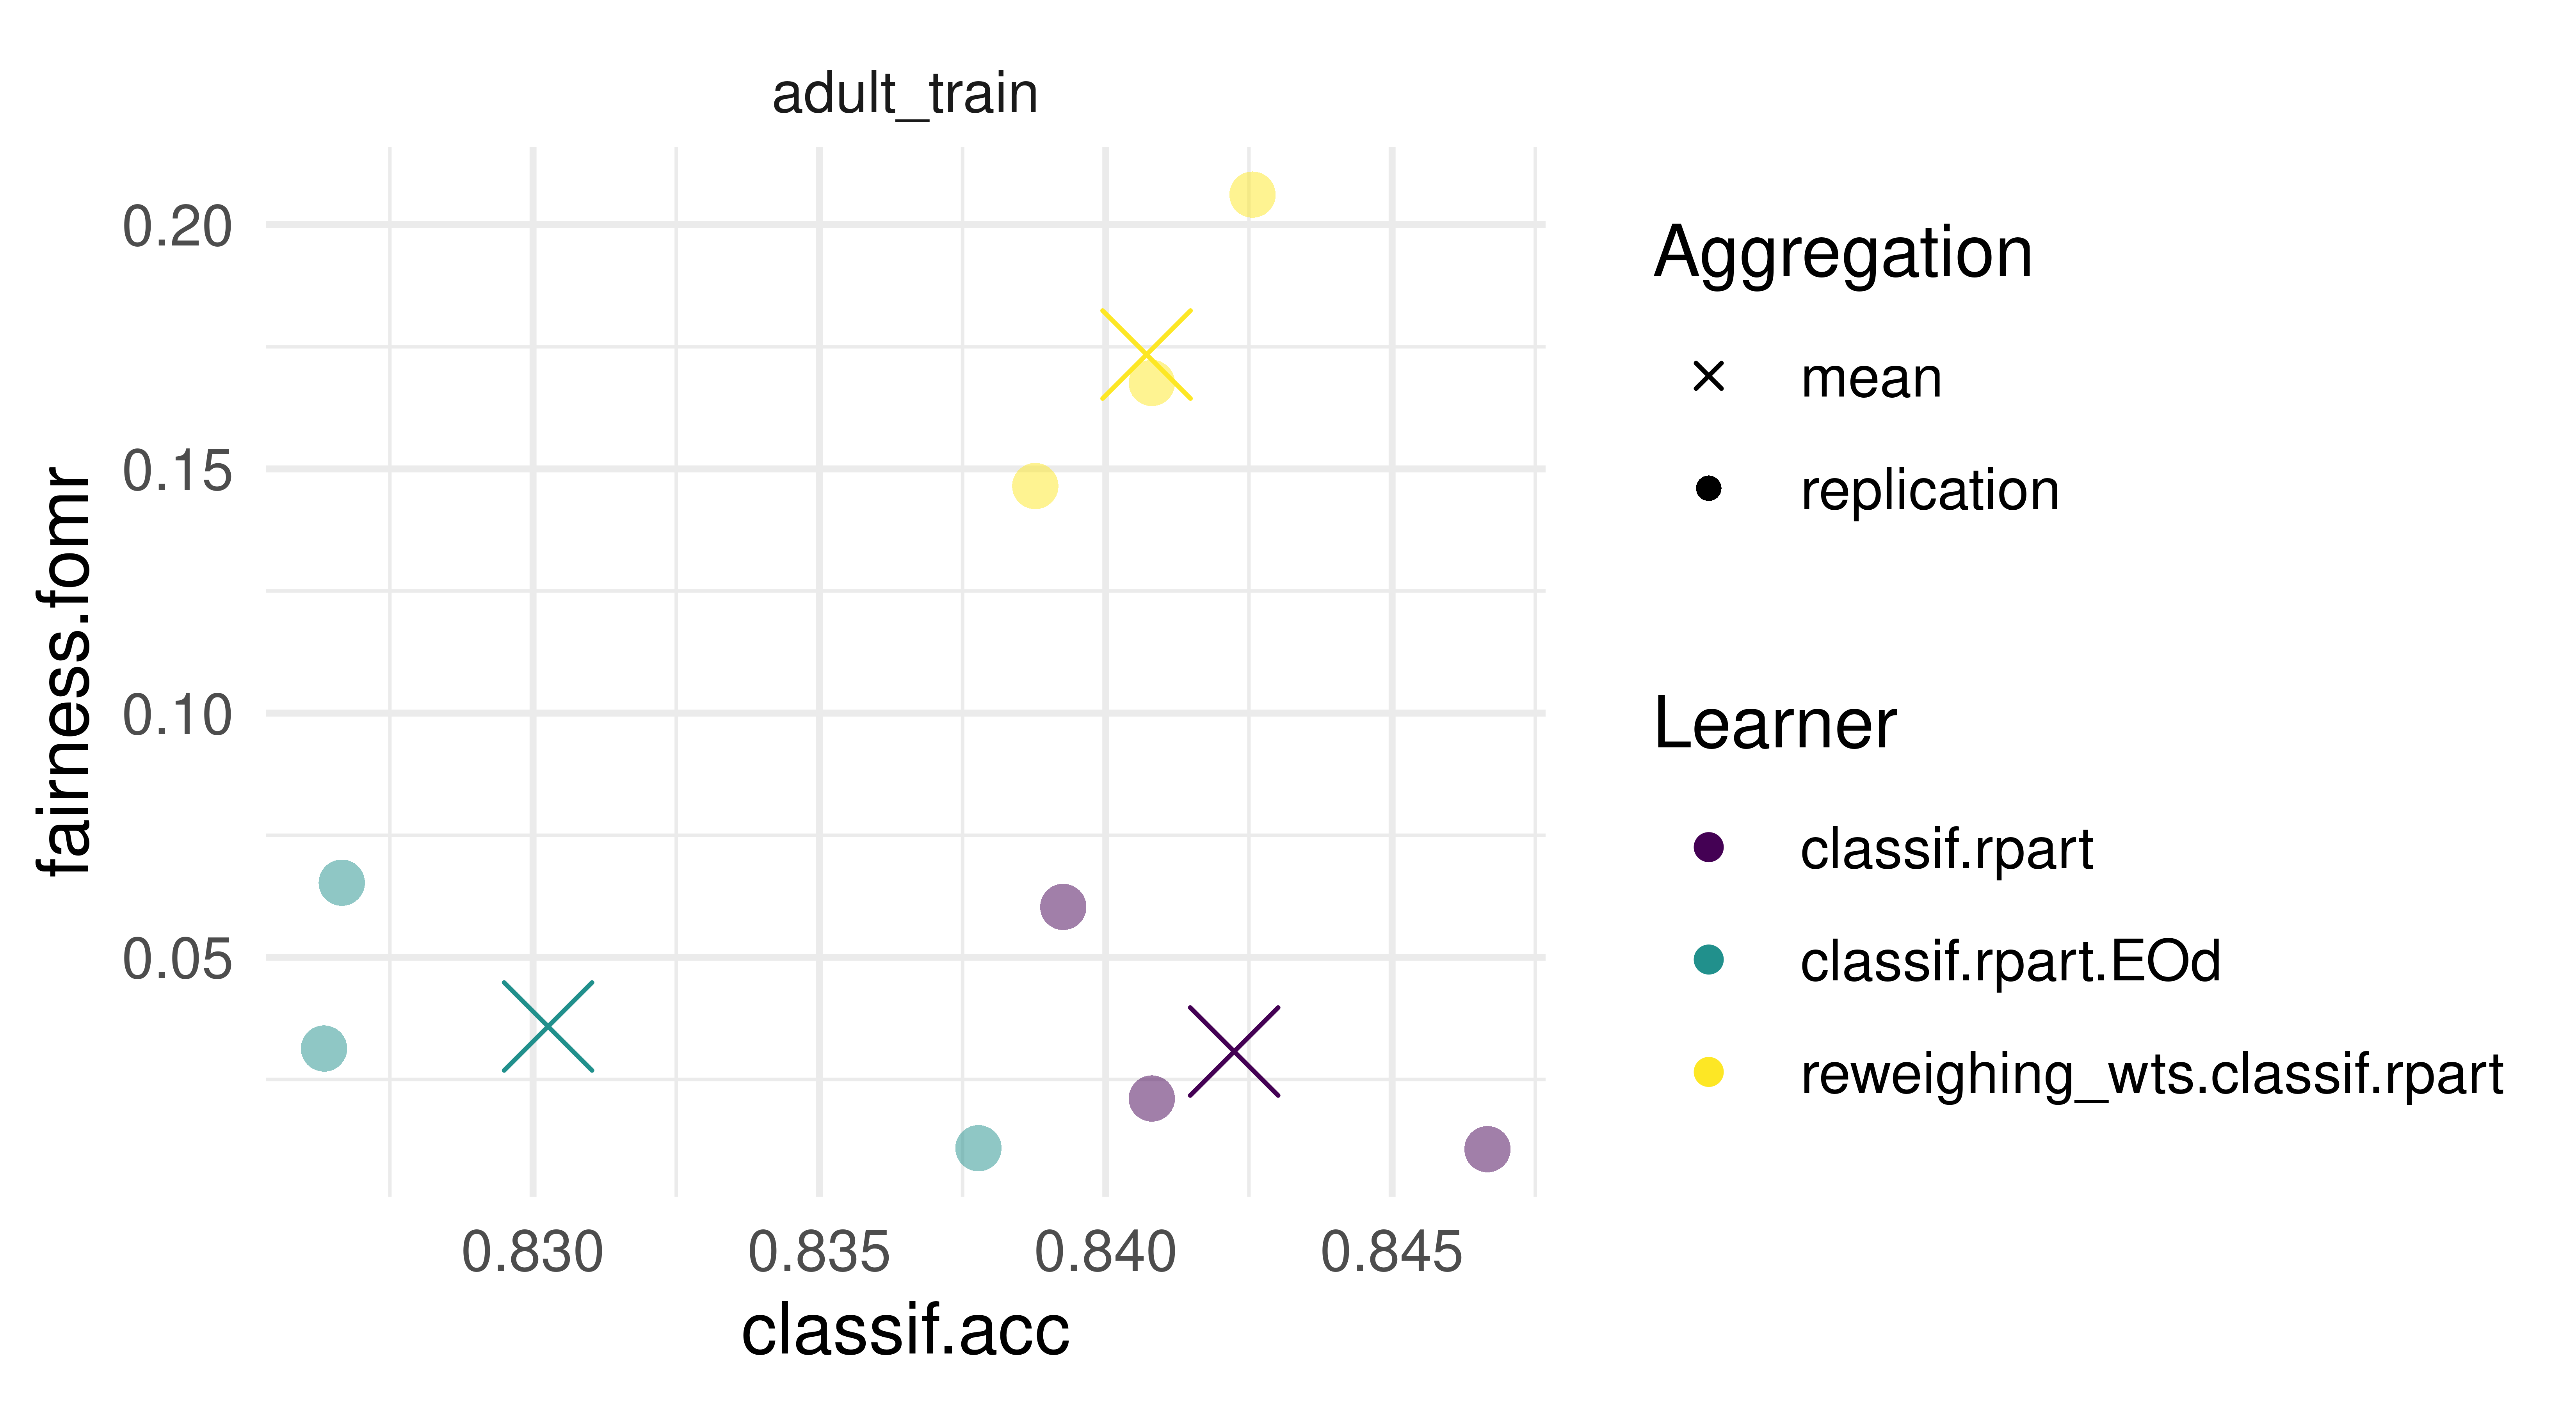 adult_train
fairness.fomr
0.20
0.15
0.10
0.05
0.830 0.835 0.840 0.845
classif.acc
Aggregation
mean
replication
Learner
classif.rpart
classif.rpart.EOd
reweighing_wts.classif.rpart